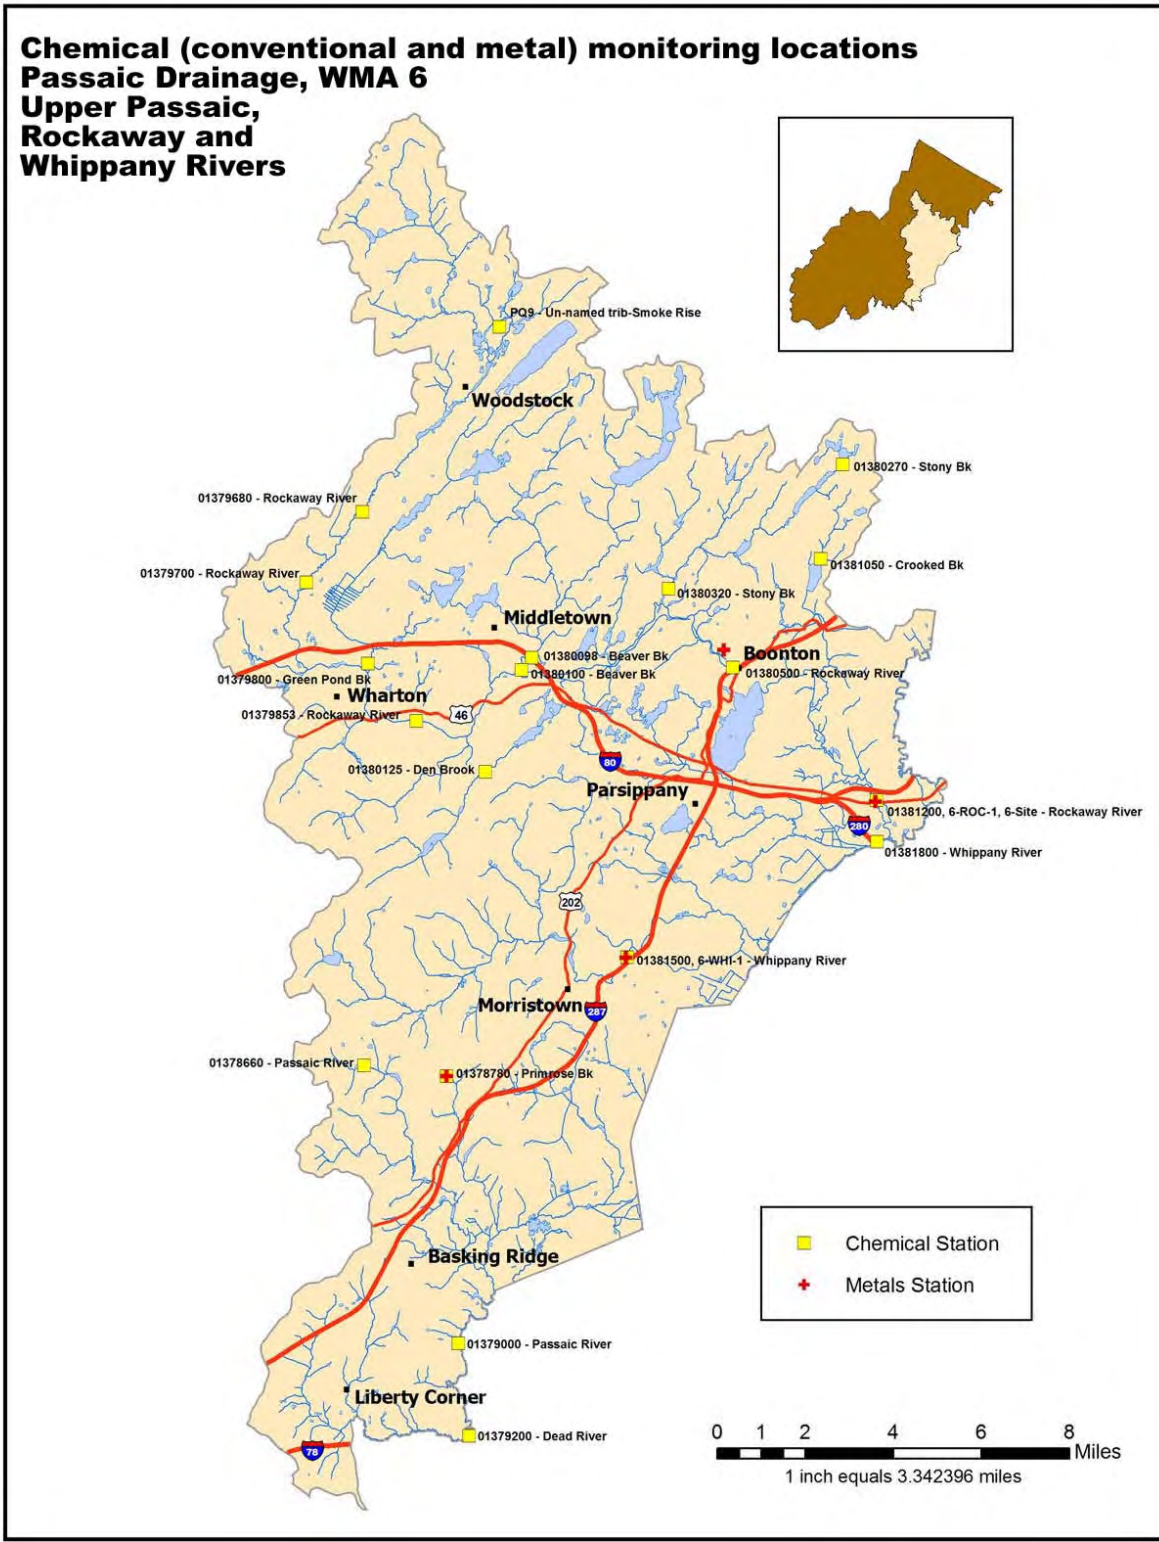 Chemical (conventional and metal) monitoring locations
Passaic Drainage, WMA 6
Upper Passaic,
Rockaway and
Whippany Rivers
PQ9 - Un-named trib-Smoke Rise
Woodstock
01380270 - Stony Bk
01379680 - Rockaway River
01381050 - Crooked Bk
01379700 - Rockaway River
01380320 - Stony Bk
Middletown
Boonton
01380098 - Beaver Bk
01380100 - Beaver Bk
01380500 - Rockaway River
01379800 - Green Pond Bk
Wharton
01379853 - Rockaway River
46
01380125 - Den Brook
80
Parsippany
01381200, 6-ROC-1, 6-Site - Rockaway River
280
01381800 - Whippany River
202
01381500, 6-WHI-1 - Whippany River
Morristown
287
01378660 - Passaic River
01378780 - Primrose Bk
Chemical Station
Metals Station
Basking Ridge
01379000 - Passaic River
Liberty Corner
01379200 - Dead River
78
0 1 2 4 6 8
Miles
1 inch equals 3.342396 miles